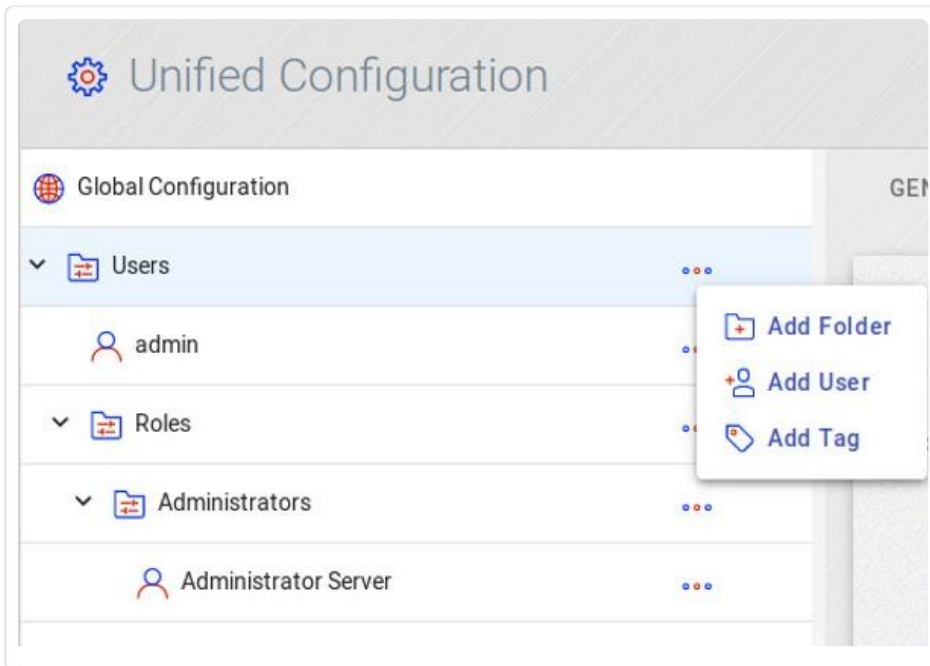 Unified Configuration
Global Configuration
Users
Add Folder
admin
Add User
Roles
Add Tag
Administrators
Administrator Server